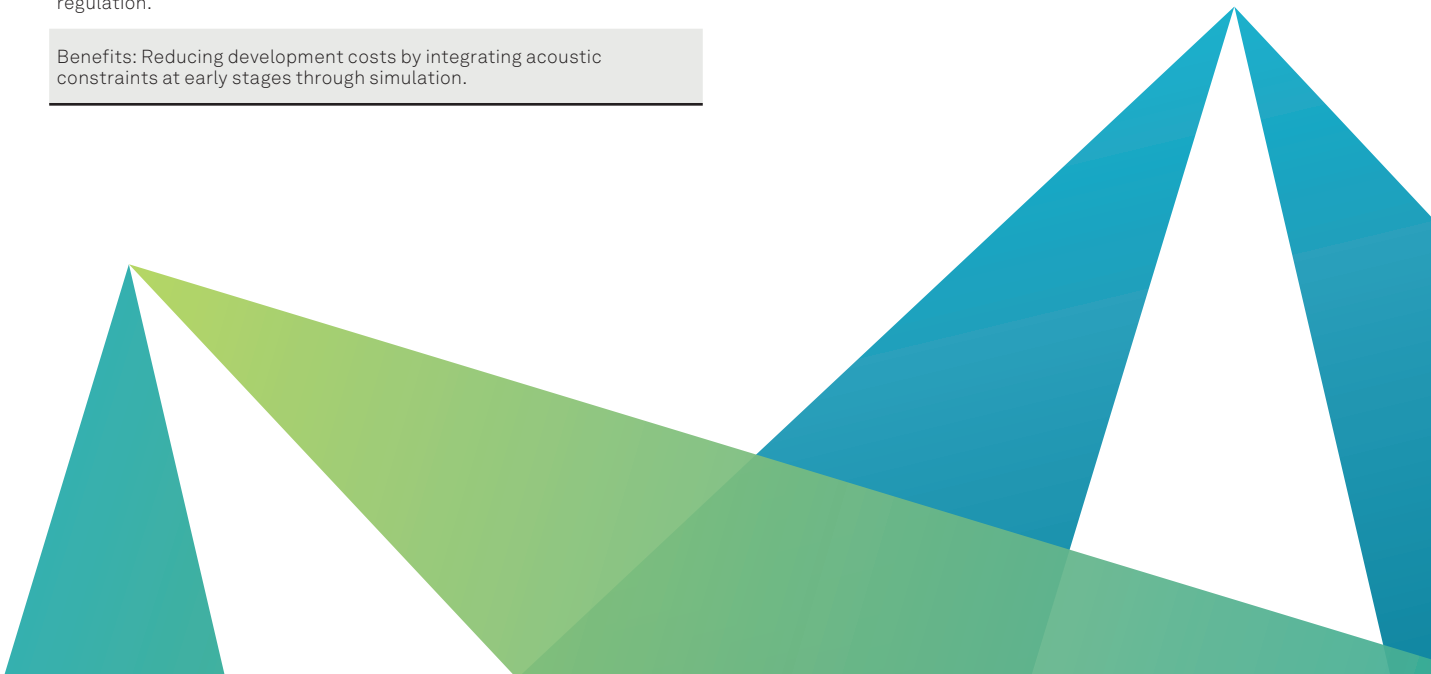 regulation.
Benefits: Reducing development costs by integrating acoustic
constraints at early stages through simulation.